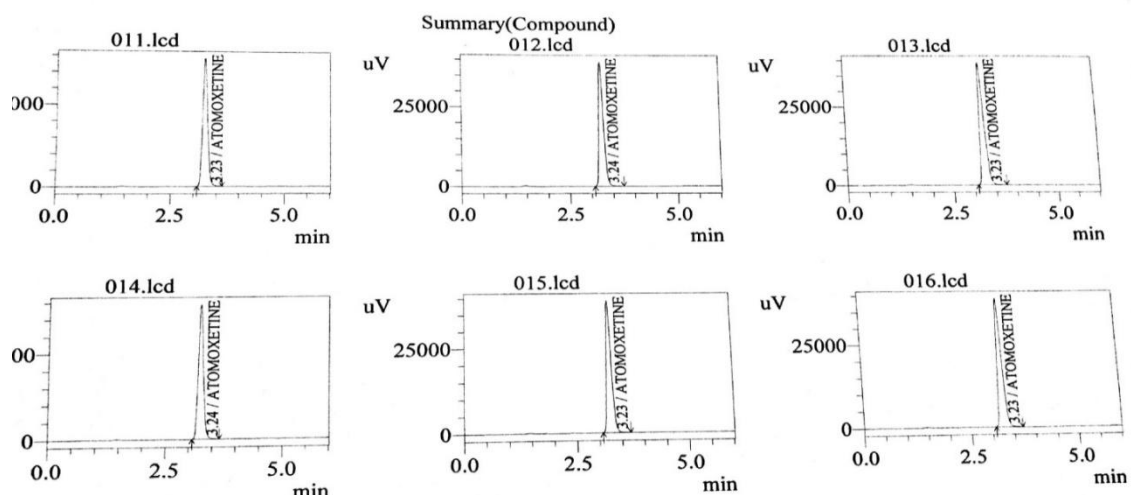 Summary(Compound)
011.lcd
3.23 / ATOMOXETINE
000
0
0.0 2.5 5.0
min
uV
012.lcd
25000
3.24 / ATOMOXETINE
0
0.0 2.5 5.0
min
uV
013.lcd
25000
3.23 / ATOMOXETINE
0
0.0 2.5 5.0
min
014.lcd
00
3.24 / ATOMOXETINE
0
0.0 2.5 5.0
min
uV
015.lcd
25000
3.23 / ATOMOXETINE
0
0.0 2.5 5.0
min
uV
016.lcd
25000
3.23 / ATOMOXETINE
0
0.0 2.5 5.0
min